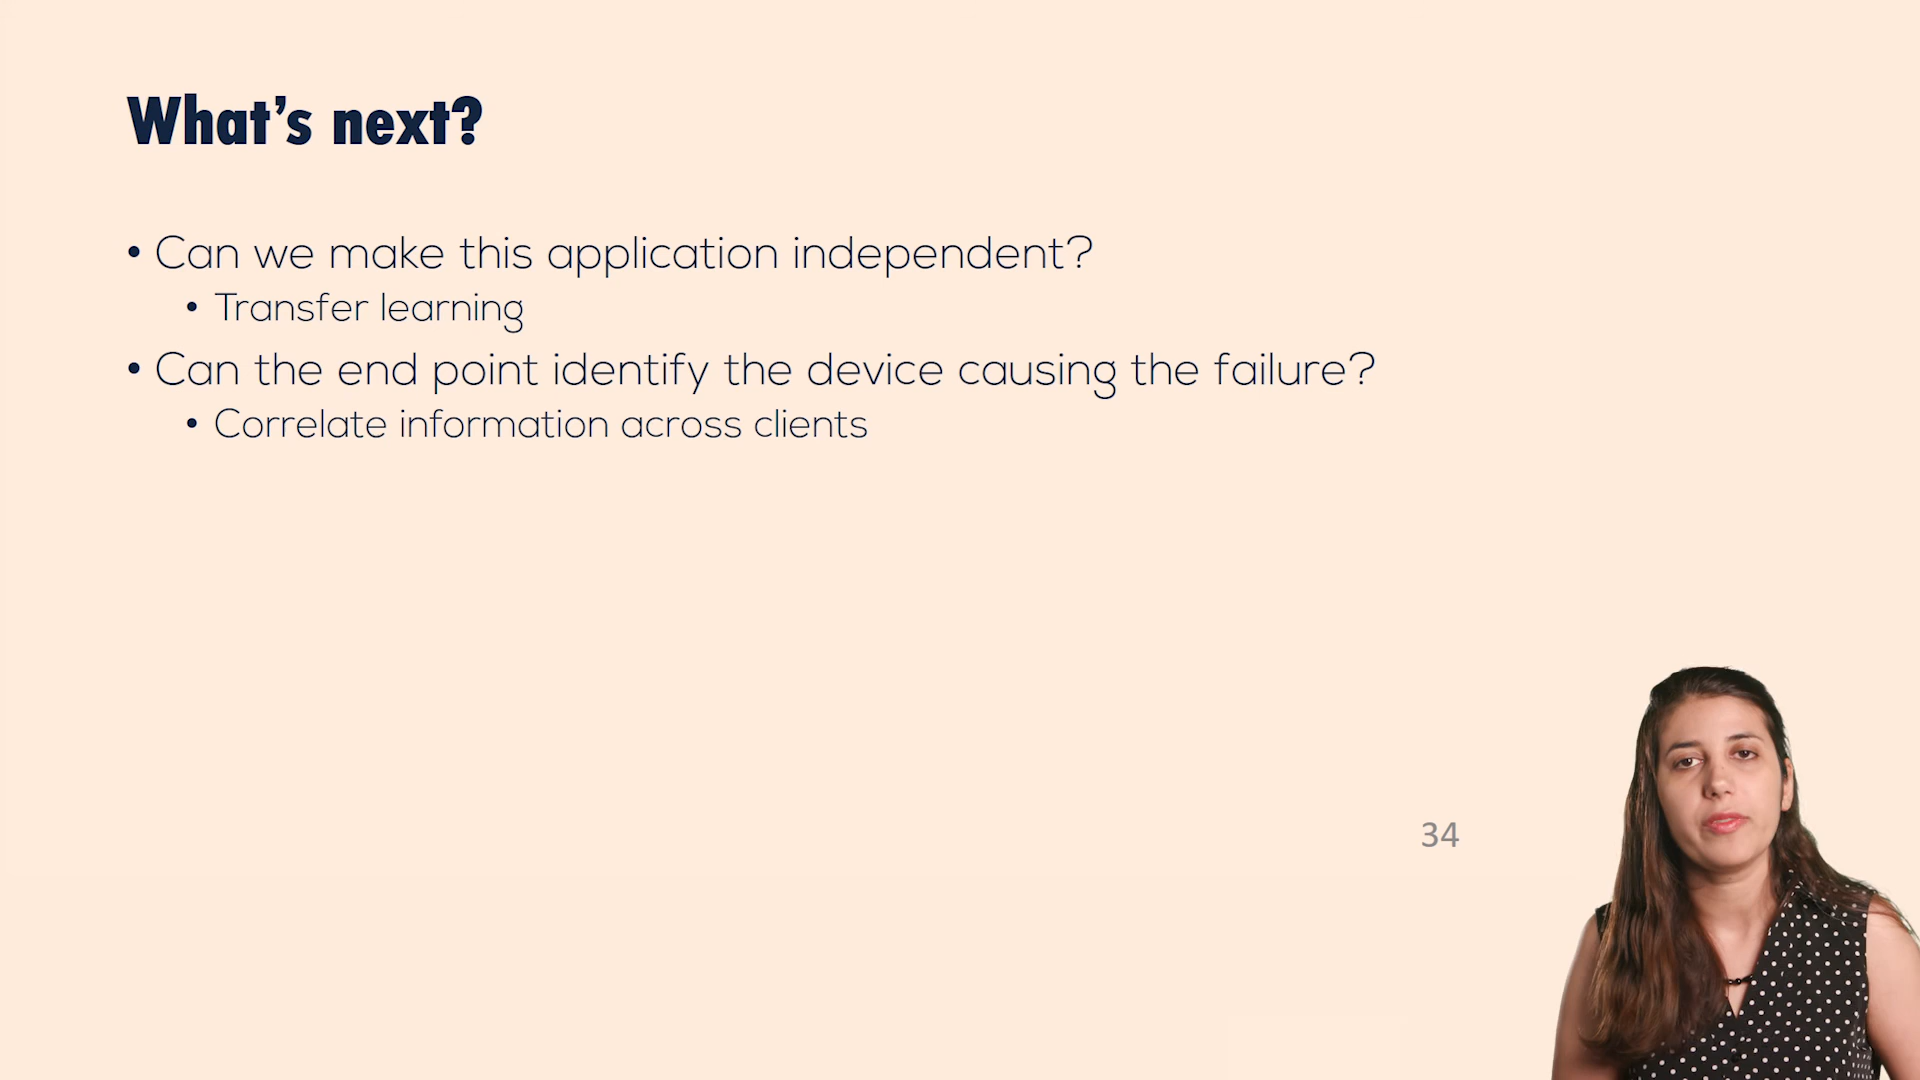 What’s next?
• Can we make this application independent?
• Transfer learning
• Can the end point identify the device causing the failure?
• Correlate information across clients
34